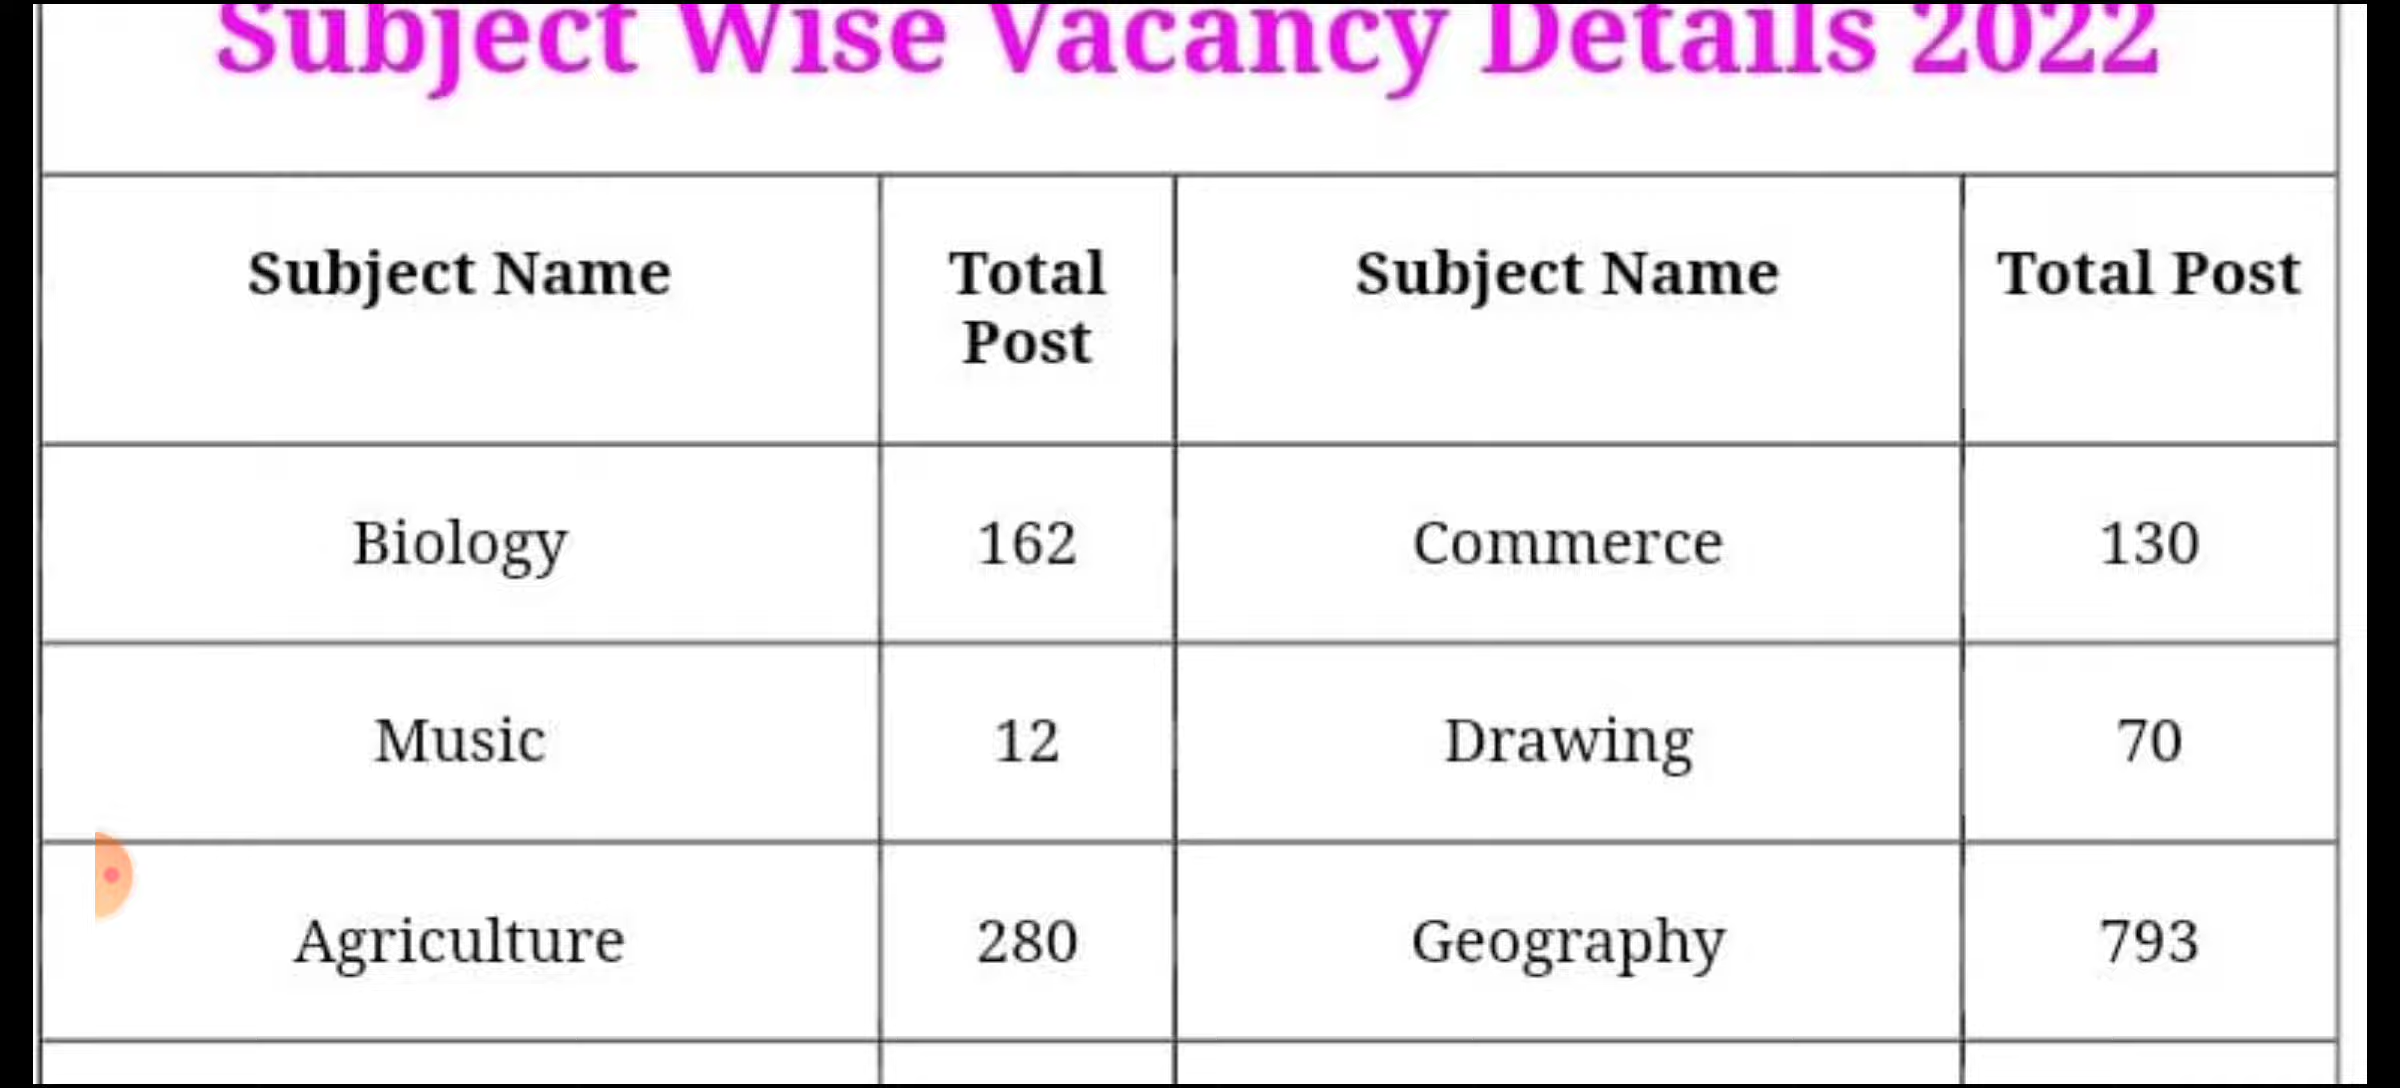 Subject Wise Vacancy Details 2022
Subject Name Total Post Subject Name Total Post
Biology 162 Commerce 130
Music 12 Drawing 70
Agriculture 280 Geography 793